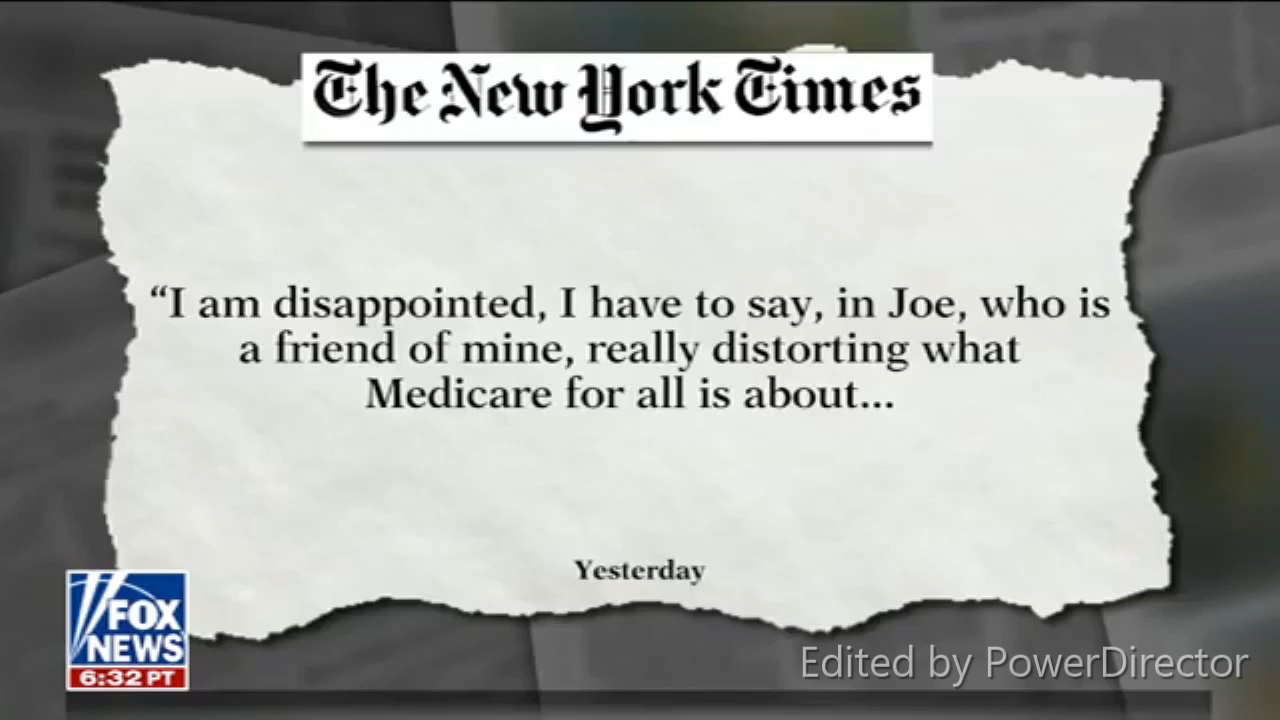 The New York Times
“I am disappointed, I have to say, in Joe, who is
a friend of mine, really distorting what
Medicare for all is about...
Yesterday
FOX
NEWS
6:32 PT
Edited by PowerDirector